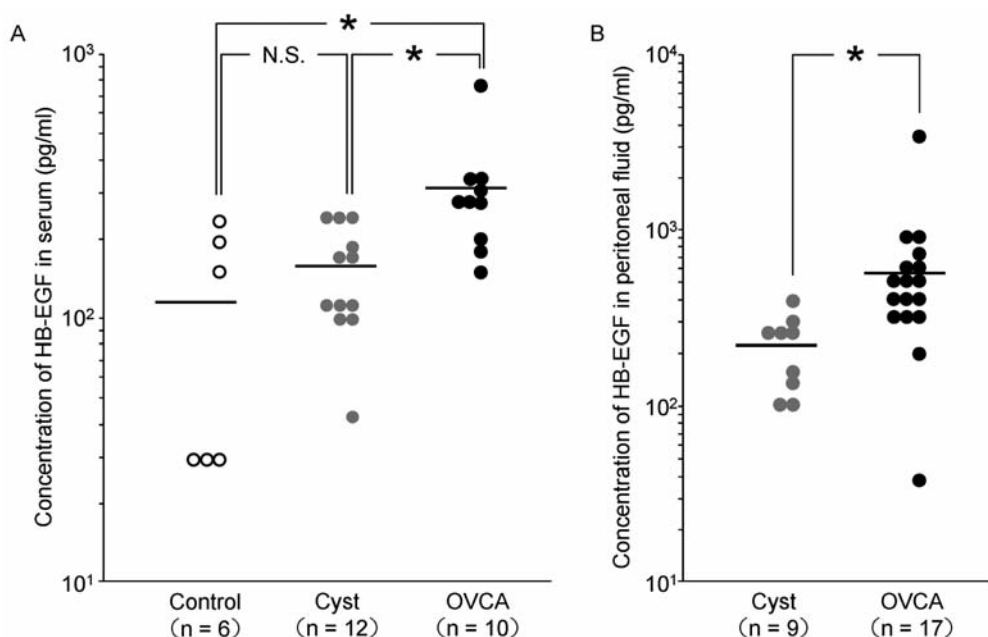 A
*
N.S.
*
10³
10²
10¹
Concentration of HB-EGF in serum (pg/ml)
Control
(n = 6)
Cyst
(n = 12)
OVCA
(n = 10)
B
*
10⁴
10³
10²
10¹
Concentration of HB-EGF in peritoneal fluid (pg/ml)
Cyst
(n = 9)
OVCA
(n = 17)